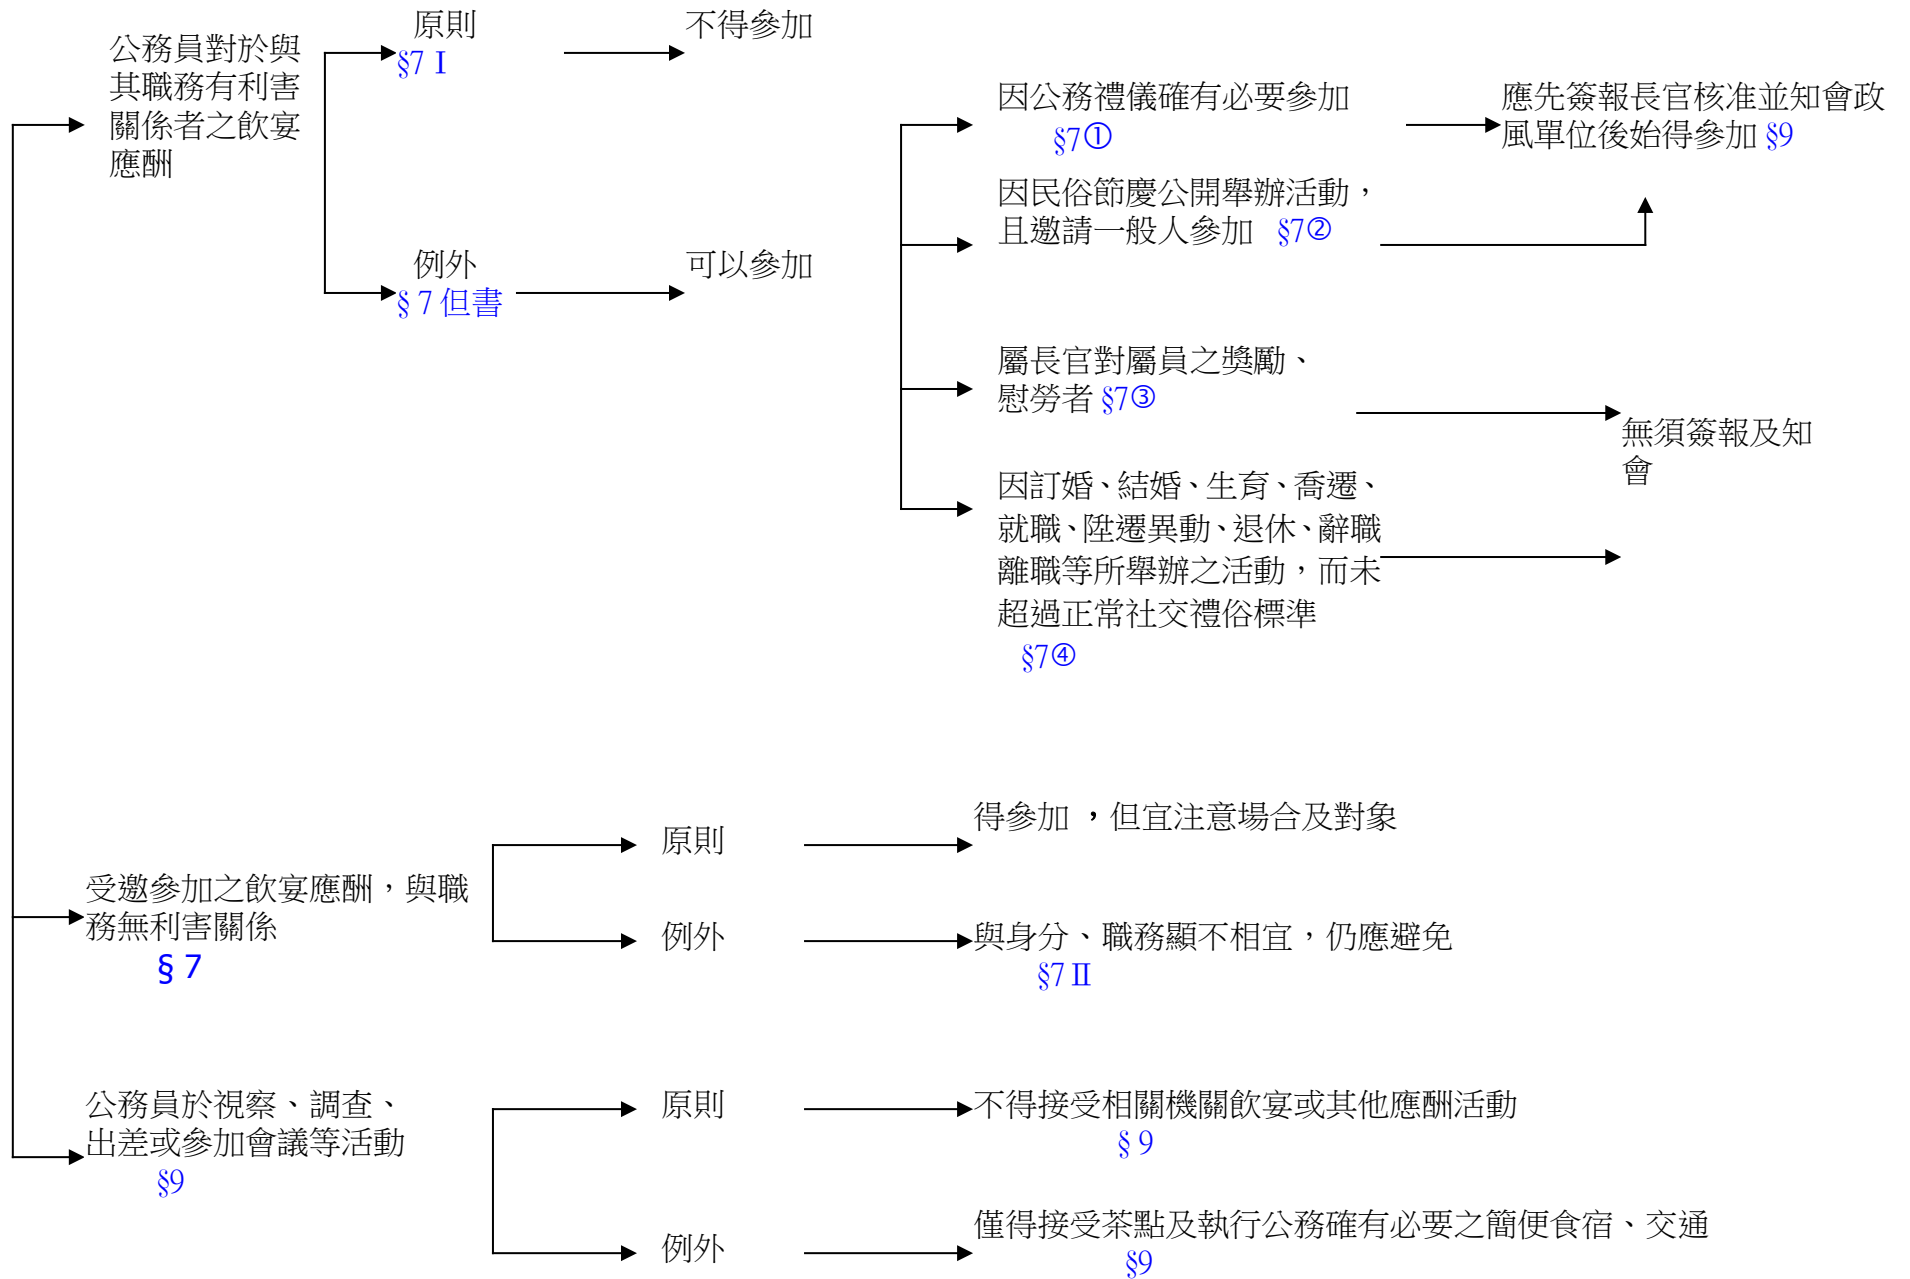 公務員對於與
其職務有利害
關係者之飲宴
應酬
原則
§7 I
不得參加
例外
§ 7 但書
可以參加
因公務禮儀確有必要參加
§7①
應先簽報長官核准並知會政
風單位後始得參加 §9
因民俗節慶公開舉辦活動，
且邀請一般人參加 §7②
屬長官對屬員之獎勵、
慰勞者 §7③
無須簽報及知
會
因訂婚、結婚、生育、喬遷、
就職、陞遷異動、退休、辭職
離職等所舉辦之活動，而未
超過正常社交禮俗標準
§7④
受邀參加之飲宴應酬，與職
務無利害關係
§ 7
原則
得參加 ，但宜注意場合及對象
例外
與身分、職務顯不相宜，仍應避免
§7 II
公務員於視察、調查、
出差或參加會議等活動
§9
原則
不得接受相關機關飲宴或其他應酬活動
§ 9
例外
僅得接受茶點及執行公務確有必要之簡便食宿、交通
§9